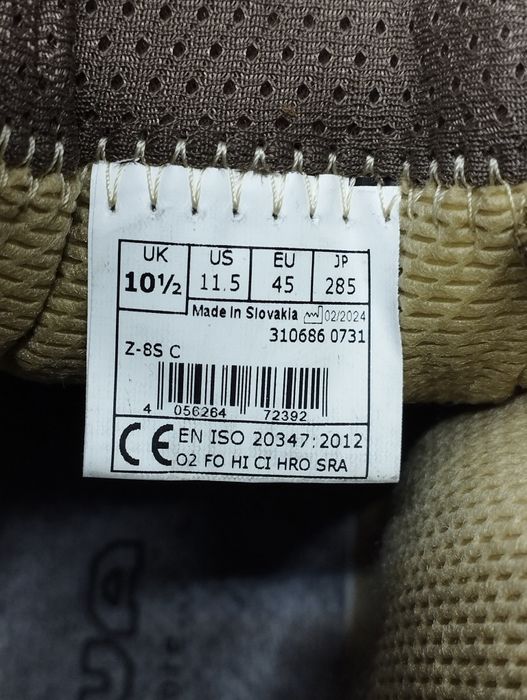 UK US EU JP
10½ 11.5 45 285
Made in Slovakia 02/2024
310686 0731
Z-8S C
4 056264 72392
CE EN ISO 20347:2012
O2 FO HI CI HRO SRA